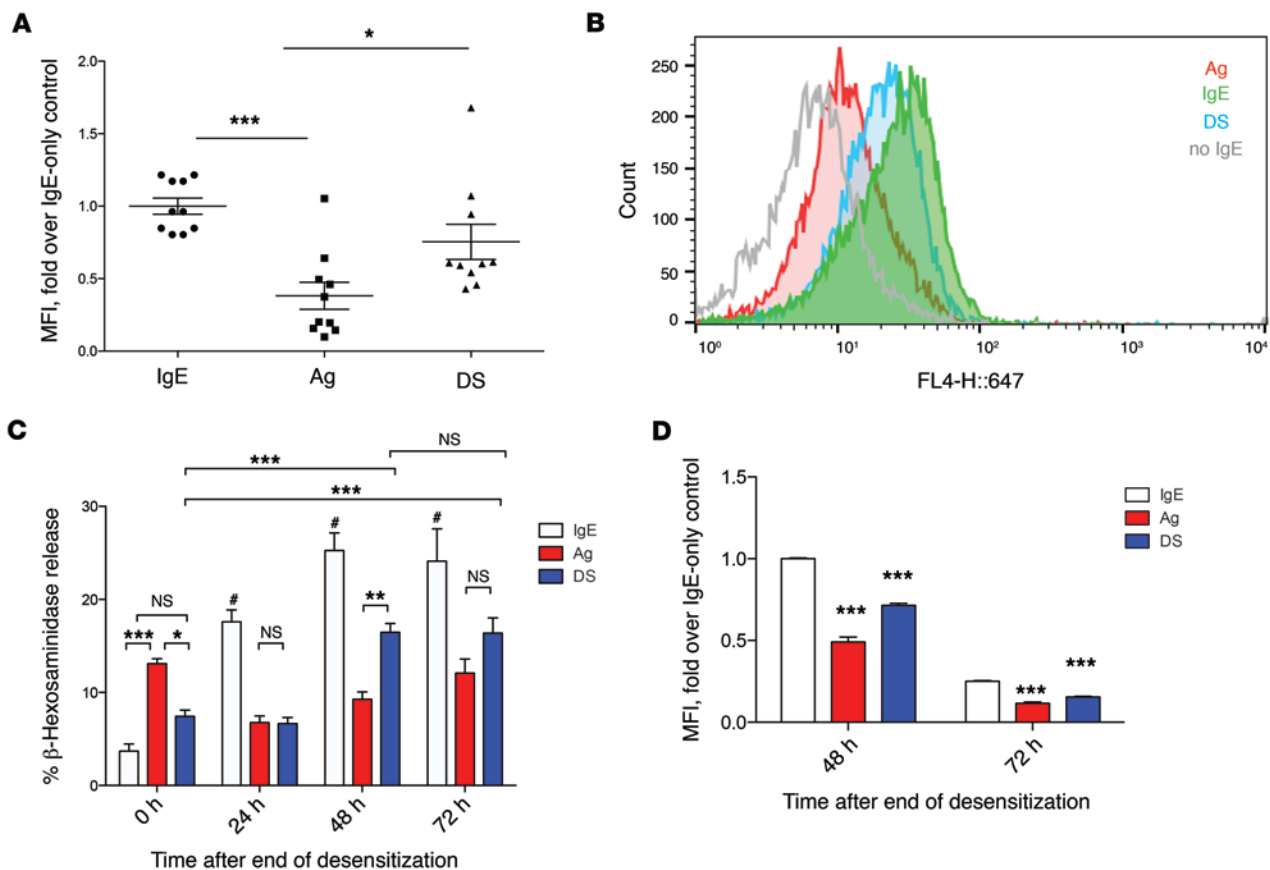 A
MFI, fold over IgE-only control
2.0
1.5
1.0
0.5
0.0
*
***
IgE Ag DS
B
Count
250
200
150
100
50
0
Ag
IgE
DS
no IgE
10⁰ 10¹ 10² 10³ 10⁴
FL4-H::647
C
% β-Hexosaminidase release
30
20
10
0
NS
***
***
NS
*** *
#
NS
#
**
#
NS
IgE
Ag
DS
0 h 24 h 48 h 72 h
Time after end of desensitization
D
MFI, fold over IgE-only control
1.5
1.0
0.5
0.0
***
***
***
***
IgE
Ag
DS
48 h 72 h
Time after end of desensitization